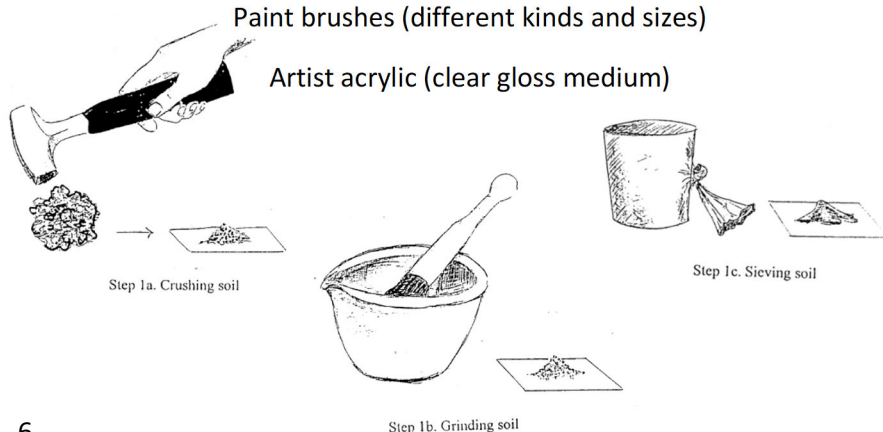 Paint brushes (different kinds and sizes)
Artist acrylic (clear gloss medium)
Step 1a. Crushing soil
Step 1c. Sieving soil
Step 1b. Grinding soil
6